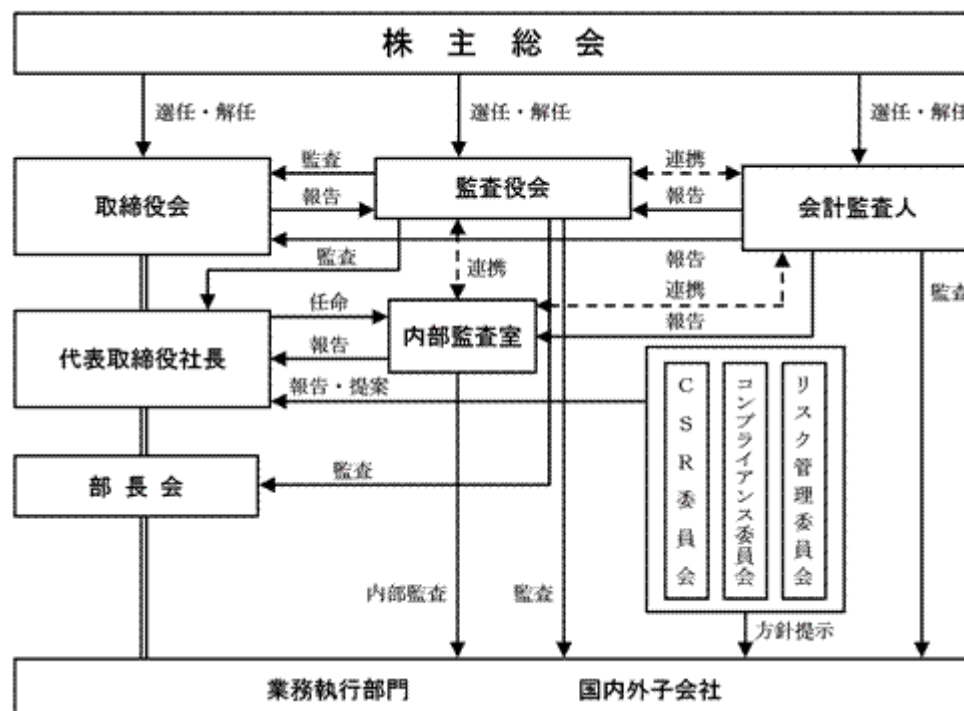 株 主 総 会
選任・解任
選任・解任
選任・解任
監査
連携
取締役会
監査役会
会計監査人
報告
報告
監査
連携
報告
連携
監査
任命
内部監査室
報告
代表取締役社長
報告
報告・提案
CSR委員会
コンプライアンス委員会
リスク管理委員会
部 長 会
監査
内部監査
監査
方針提示
業務執行部門
国内外子会社